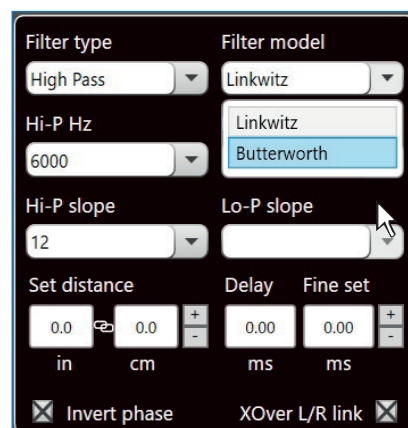 Filter type Filter model
High Pass Linkwitz
Linkwitz
Hi-P Hz
Butterworth
6000
Hi-P slope Lo-P slope
12
Set distance Delay Fine set
0.0 0.0 + - 0.00 0.00 + -
in cm ms ms
Invert phase XOver L/R link